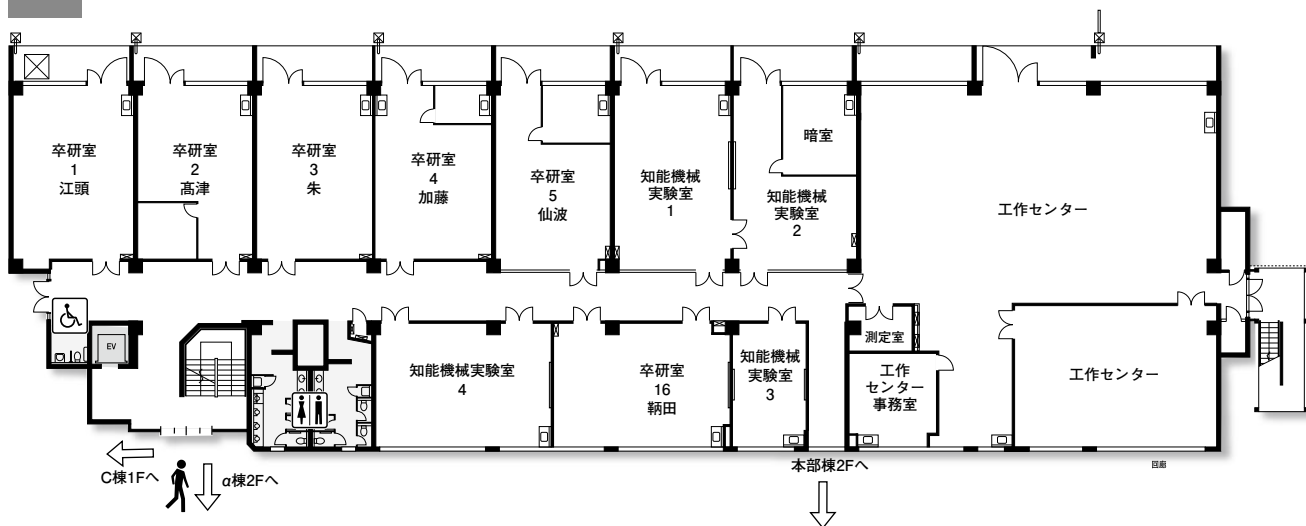 卒研室
1
江頭
卒研室
2
髙津
卒研室
3
朱
卒研室
4
加藤
卒研室
5
仙波
知能機械
実験室
1
暗室
知能機械
実験室
2
工作センター
EV
知能機械実験室
4
卒研室
16
鞆田
知能機械
実験室
3
測定室
工作
センター
事務室
工作センター
C棟1Fへ
α棟2Fへ
本部棟2Fへ
回廊